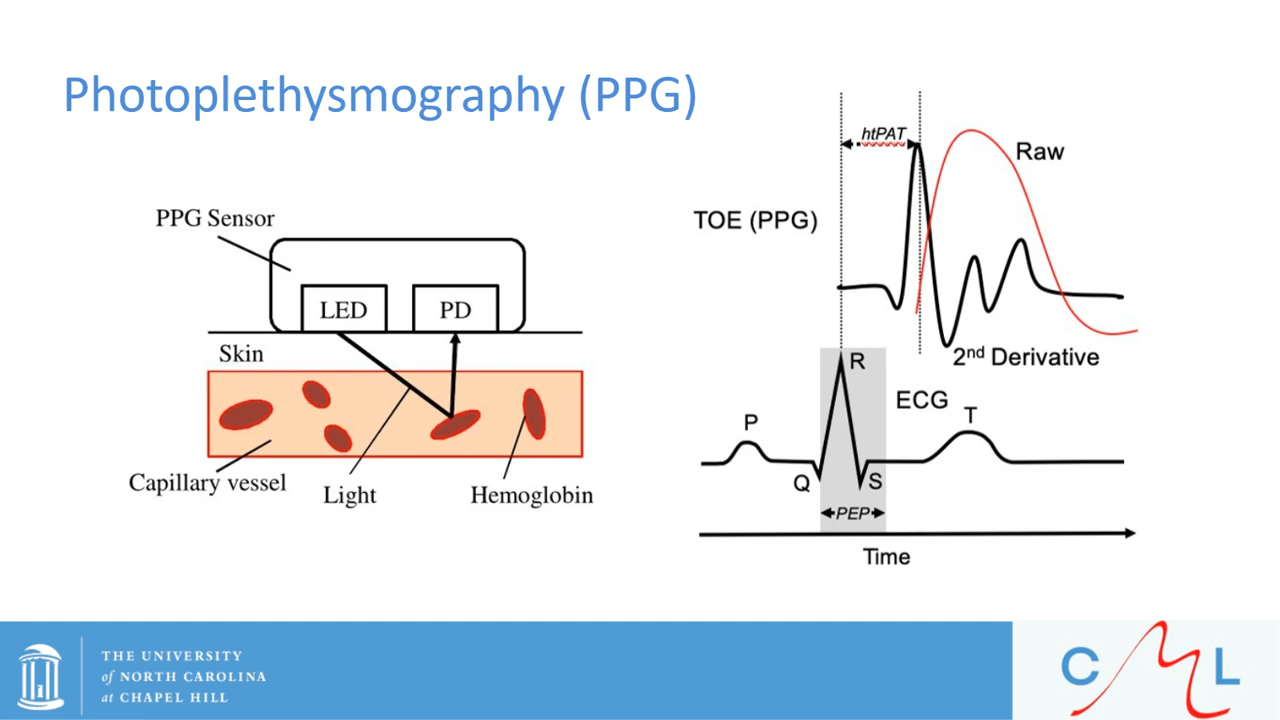 Photoplethysmography (PPG)
PPG Sensor
LED
PD
Skin
Capillary vessel
Light
Hemoglobin
htPAT
Raw
TOE (PPG)
2nd Derivative
R
ECG
P
T
Q
S
PEP
Time
THE UNIVERSITY
of NORTH CAROLINA
at CHAPEL HILL
CML